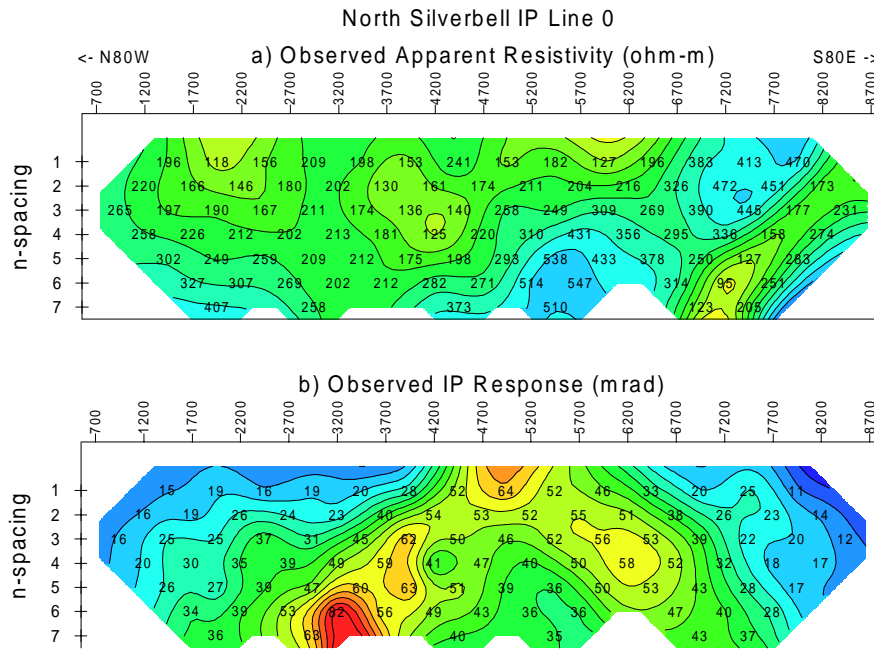 North Silverbell IP Line 0
<- N80W a) Observed Apparent Resistivity (ohm-m) S80E ->
700 1200 1700 2200 2700 3200 3700 4200 4700 5200 5700 6200 6700 7200 7700 8200 8700
n-spacing
1 196 118 156 209 198 153 241 153 182 127 196 383 413 470
2 220 166 146 180 202 130 161 174 211 204 216 326 472 451 173
3 265 197 190 167 211 174 136 140 258 249 309 269 390 445 177 231
4 258 226 212 202 213 181 125 220 310 431 356 295 336 158 274
5 302 249 259 209 212 175 198 293 538 433 378 250 127 283
6 327 307 269 202 212 282 271 514 547 314 95 251
7 407 258 373 510 123 205
b) Observed IP Response (mrad)
700 1200 1700 2200 2700 3200 3700 4200 4700 5200 5700 6200 6700 7200 7700 8200 8700
n-spacing
1 15 19 16 19 20 28 52 64 52 46 33 20 25 11
2 16 19 26 24 23 40 54 53 52 55 51 38 26 23 14
3 16 25 25 37 31 45 62 50 46 52 56 53 39 22 20 12
4 20 30 35 39 49 59 41 47 40 50 58 52 32 18 17
5 26 27 39 47 60 63 51 39 36 50 53 43 28 17
6 34 39 53 82 56 49 43 36 36 47 40 28
7 36 63 40 35 43 37